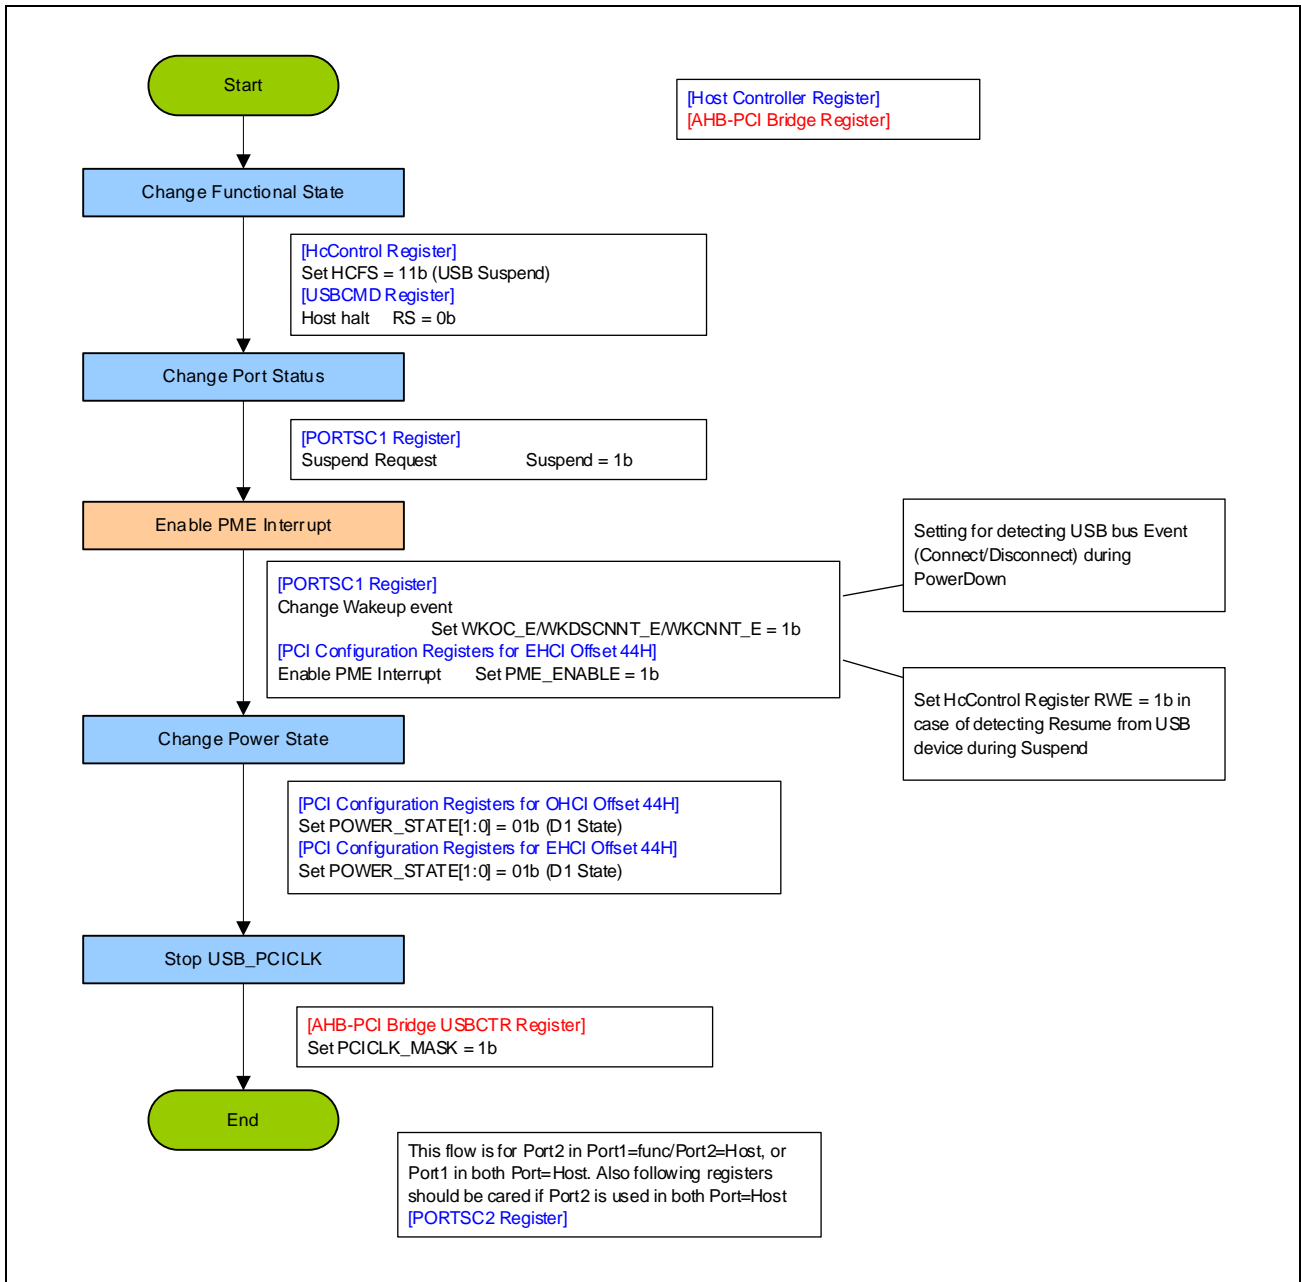 Start
[Host Controller Register]
[AHB-PCI Bridge Register]
Change Functional State
[HcControl Register]
Set HCFS = 11b (USB Suspend)
[USBCMD Register]
Host halt RS = 0b
Change Port Status
[PORTSC1 Register]
Suspend Request Suspend = 1b
Enable PME Interrupt
Setting for detecting USB bus Event
(Connect/Disconnect) during
PowerDown
[PORTSC1 Register]
Change Wakeup event
Set WKOC_E/WKDSCNNT_E/WKCNNT_E = 1b
[PCI Configuration Registers for EHCI Offset 44H]
Enable PME Interrupt Set PME_ENABLE = 1b
Set HcControl Register RWE = 1b in
case of detecting Resume from USB
device during Suspend
Change Power State
[PCI Configuration Registers for OHCI Offset 44H]
Set POWER_STATE[1:0] = 01b (D1 State)
[PCI Configuration Registers for EHCI Offset 44H]
Set POWER_STATE[1:0] = 01b (D1 State)
Stop USB_PCICLK
[AHB-PCI Bridge USBCTR Register]
Set PCICLK_MASK = 1b
End
This flow is for Port2 in Port1=func/Port2=Host, or
Port1 in both Port=Host. Also following registers
should be cared if Port2 is used in both Port=Host
[PORTSC2 Register]